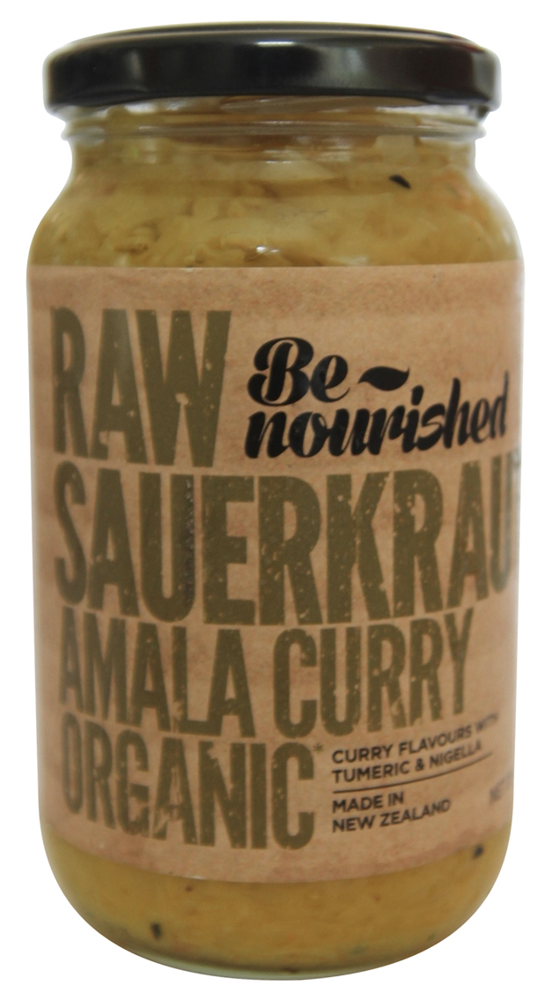 RAW
Be
nourished
SAUERKRAU
AMALA CURRY
ORGANIC*
CURRY FLAVOURS WITH
TUMERIC & NIGELLA
MADE IN
NEW ZEALAND